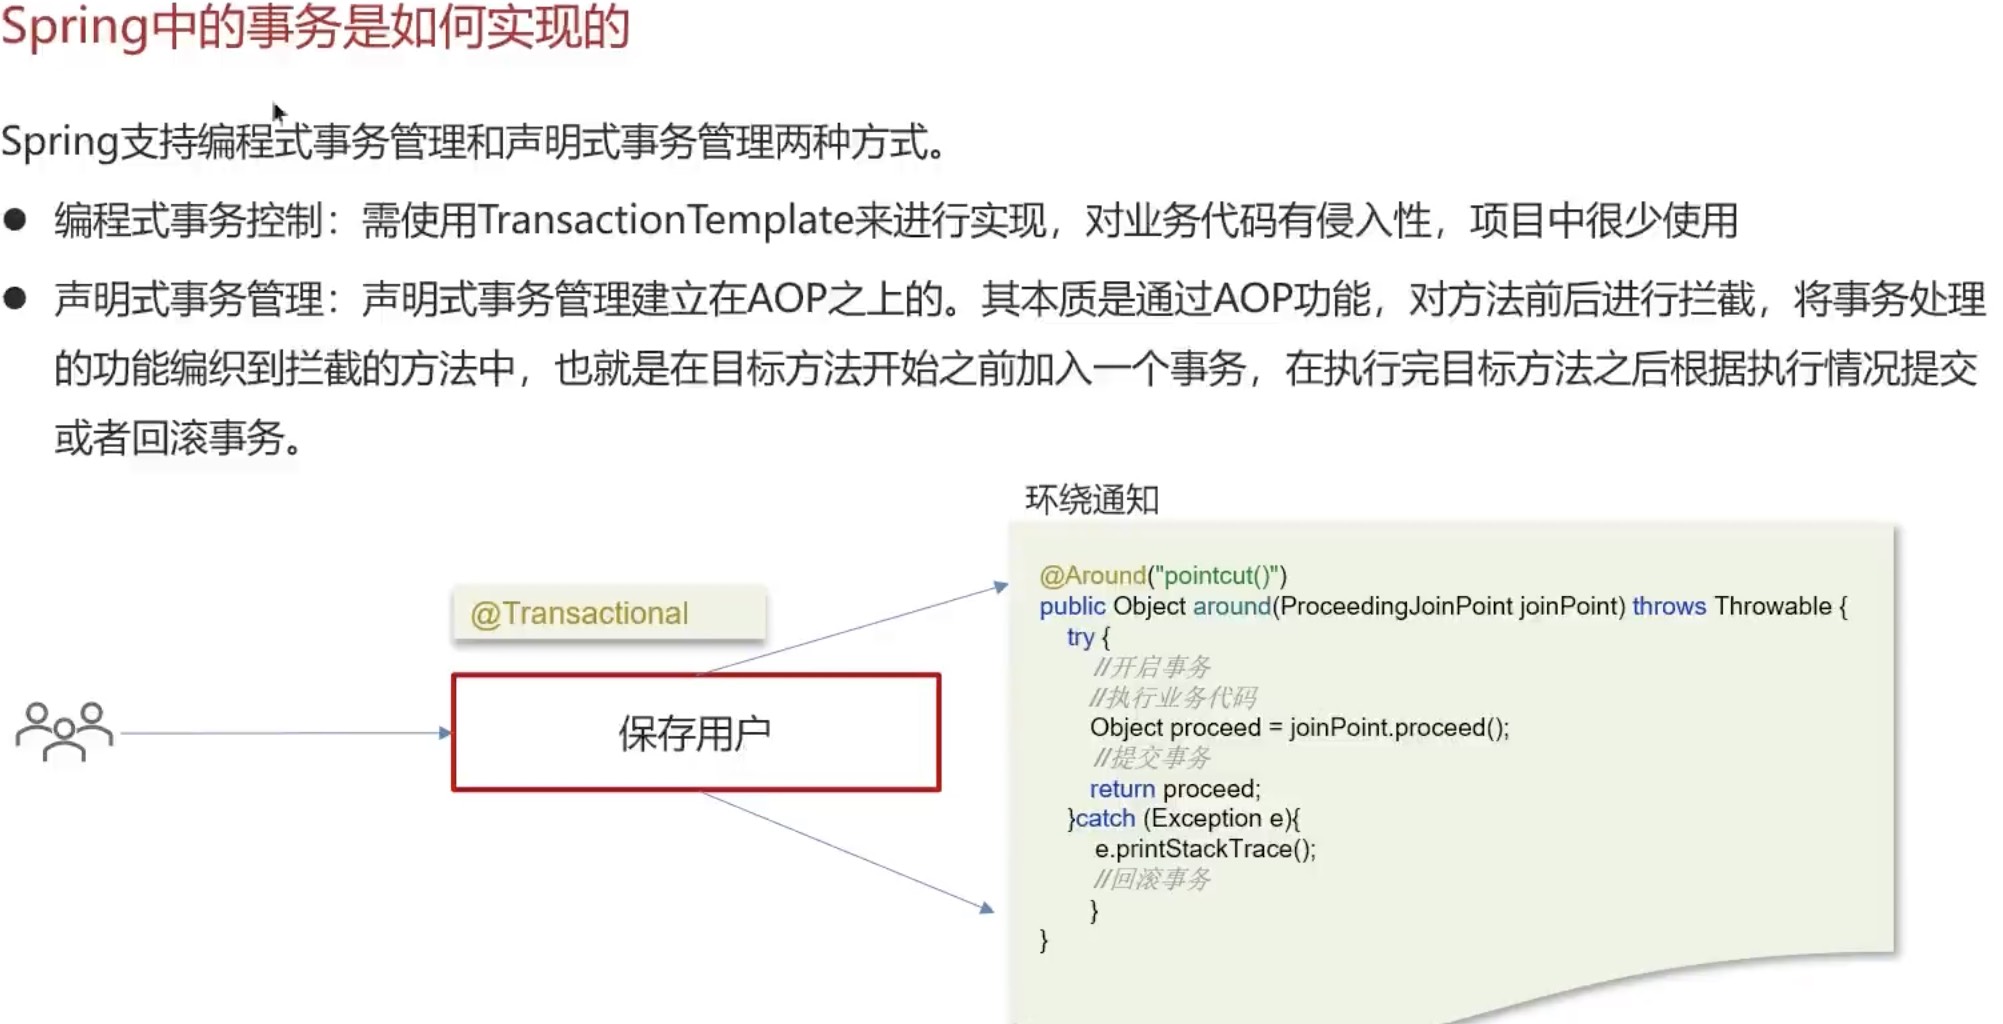 Spring中的事务是如何实现的
Spring支持编程式事务管理和声明式事务管理两种方式。
● 编程式事务控制：需使用TransactionTemplate来进行实现，对业务代码有侵入性，项目中很少使用
● 声明式事务管理：声明式事务管理建立在AOP之上的。其本质是通过AOP功能，对方法前后进行拦截，将事务处理
的功能编织到拦截的方法中，也就是在目标方法开始之前加入一个事务，在执行完目标方法之后根据执行情况提交
或者回滚事务。
@Transactional
保存用户
环绕通知
@Around("pointcut()")
public Object around(ProceedingJoinPoint joinPoint) throws Throwable {
try {
//开启事务
//执行业务代码
Object proceed = joinPoint.proceed();
//提交事务
return proceed;
}catch (Exception e){
e.printStackTrace();
//回滚事务
}
}